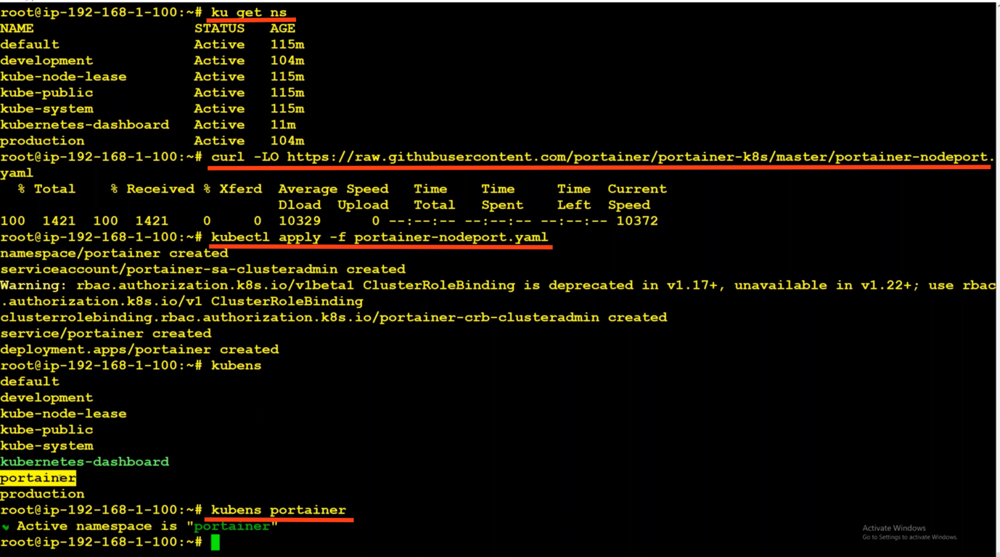 root@ip-192-168-1-100:~# ku get ns
NAME                   STATUS   AGE
default                Active   115m
development            Active   104m
kube-node-lease        Active   115m
kube-public            Active   115m
kube-system            Active   115m
kubernetes-dashboard   Active   11m
production             Active   104m
root@ip-192-168-1-100:~# curl -LO https://raw.githubusercontent.com/portainer/portainer-k8s/master/portainer-nodeport.
yaml
  % Total    % Received % Xferd  Average Speed   Time    Time     Time  Current
                                 Dload  Upload   Total   Spent    Left  Speed
100  1421  100  1421    0     0  10329      0 --:--:-- --:--:-- --:--:-- 10372
root@ip-192-168-1-100:~# kubectl apply -f portainer-nodeport.yaml
namespace/portainer created
serviceaccount/portainer-sa-clusteradmin created
Warning: rbac.authorization.k8s.io/v1beta1 ClusterRoleBinding is deprecated in v1.17+, unavailable in v1.22+; use rbac
.authorization.k8s.io/v1 ClusterRoleBinding
clusterrolebinding.rbac.authorization.k8s.io/portainer-crb-clusteradmin created
service/portainer created
deployment.apps/portainer created
root@ip-192-168-1-100:~# kubens
default
development
kube-node-lease
kube-public
kube-system
kubernetes-dashboard
portainer
production
root@ip-192-168-1-100:~# kubens portainer
✔ Active namespace is "portainer"
root@ip-192-168-1-100:~#
Activate Windows
Go to Settings to activate Windows.